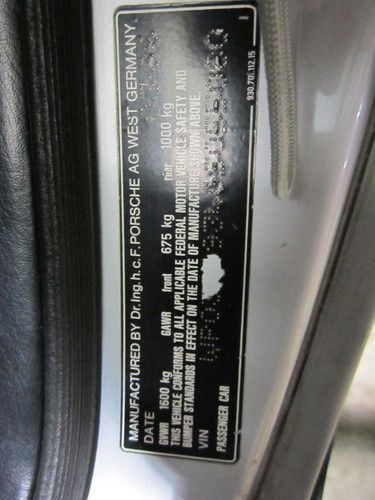 MANUFACTURED BY Dr. Ing. h. c. F. PORSCHE AG WEST GERMANY
DATE
GVWR 1600 kg GAWR front 675 kg rear 1000 kg
THIS VEHICLE CONFORMS TO ALL APPLICABLE FEDERAL MOTOR VEHICLE SAFETY AND
BUMPER STANDARDS IN EFFECT ON THE DATE OF MANUFACTURE SHOWN ABOVE.
VIN
PASSENGER CAR
930.701.112.15